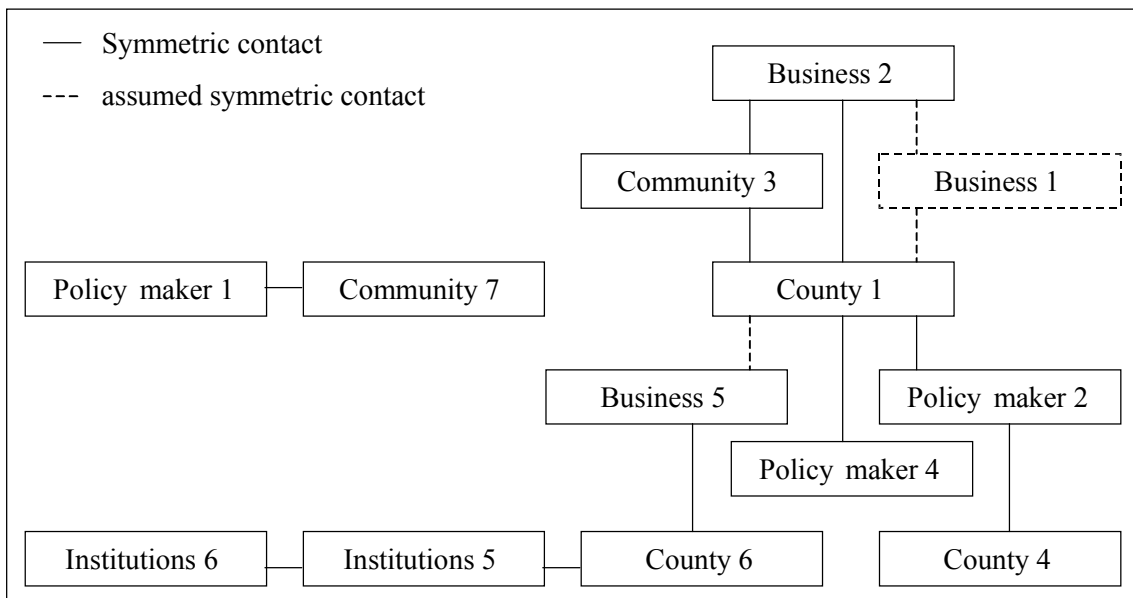 Symmetric contact
assumed symmetric contact
Business 2
Community 3
Business 1
Policy maker 1
Community 7
County 1
Business 5
Policy maker 2
Policy maker 4
Institutions 6
Institutions 5
County 6
County 4